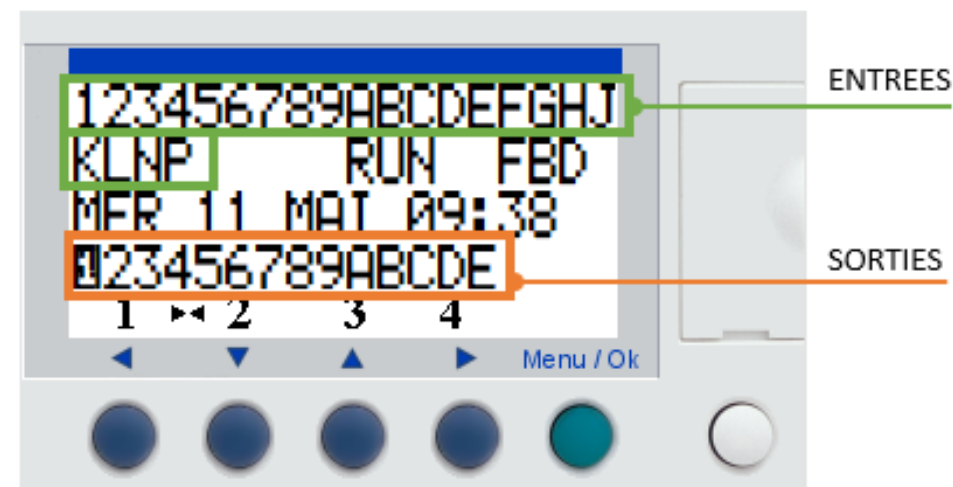 ENTREES
123456789ABCDEFGHJ
KLNP RUN FBD
MER 11 MAI 09:38
SORTIES
123456789ABCDE
1 ▸◂ 2 3 4
◀ ▼ ▲ ▶ Menu / Ok